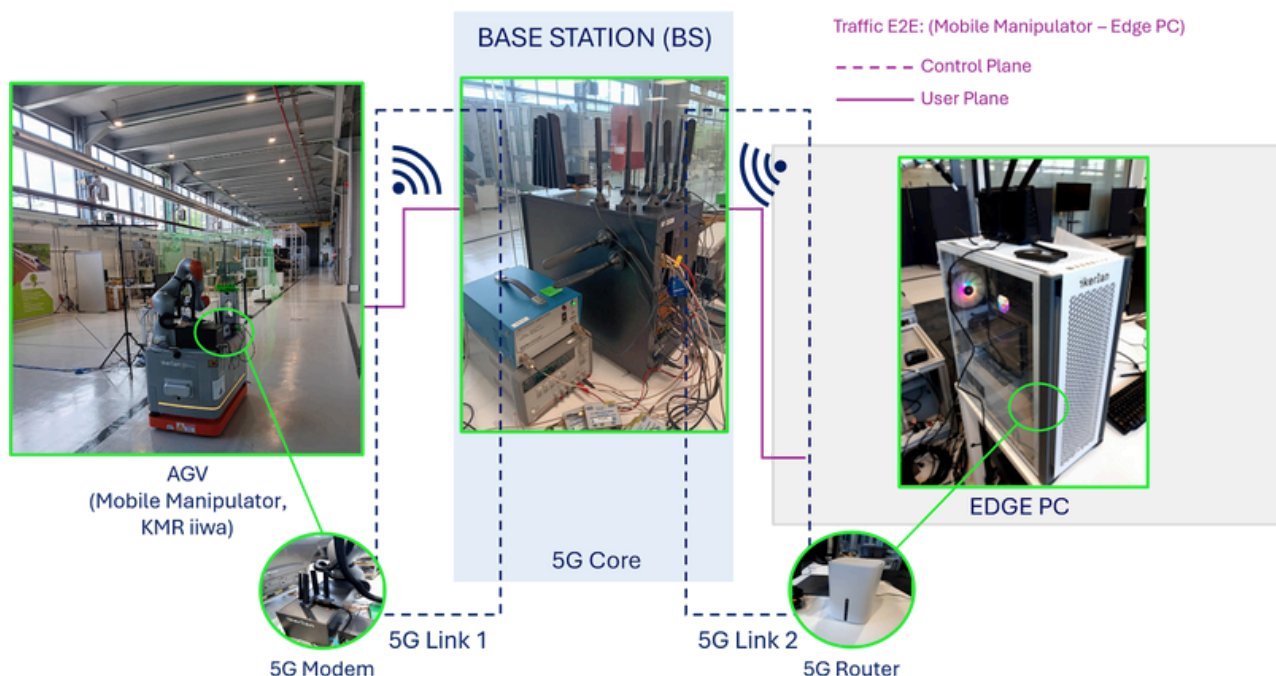 BASE STATION (BS)
Traffic E2E: (Mobile Manipulator – Edge PC)
Control Plane
User Plane
ikerlan
AGV
(Mobile Manipulator,
KMR iiwa)
EDGE PC
5G Core
5G Link 1
5G Link 2
5G Modem
5G Router